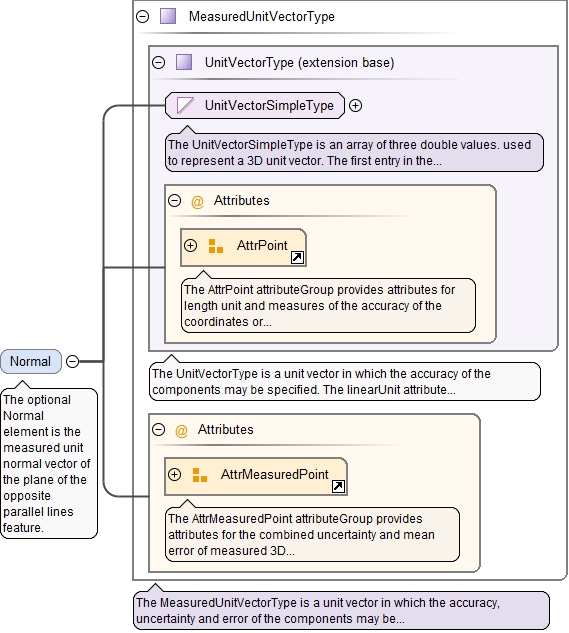 MeasuredUnitVectorType
UnitVectorType (extension base)
UnitVectorSimpleType
The UnitVectorSimpleType is an array of three double values. used
to represent a 3D unit vector. The first entry in the...
@ Attributes
AttrPoint
The AttrPoint attributeGroup provides attributes for
length unit and measures of the accuracy of the
coordinates or...
Normal
The UnitVectorType is a unit vector in which the accuracy of the
components may be specified. The linearUnit attribute...
The optional
Normal
element is the
measured unit
normal vector of
the plane of the
opposite
parallel lines
feature.
@ Attributes
AttrMeasuredPoint
The AttrMeasuredPoint attributeGroup provides
attributes for the combined uncertainty and mean
error of measured 3D...
The MeasuredUnitVectorType is a unit vector in which the accuracy,
uncertainty and error of the components may be...